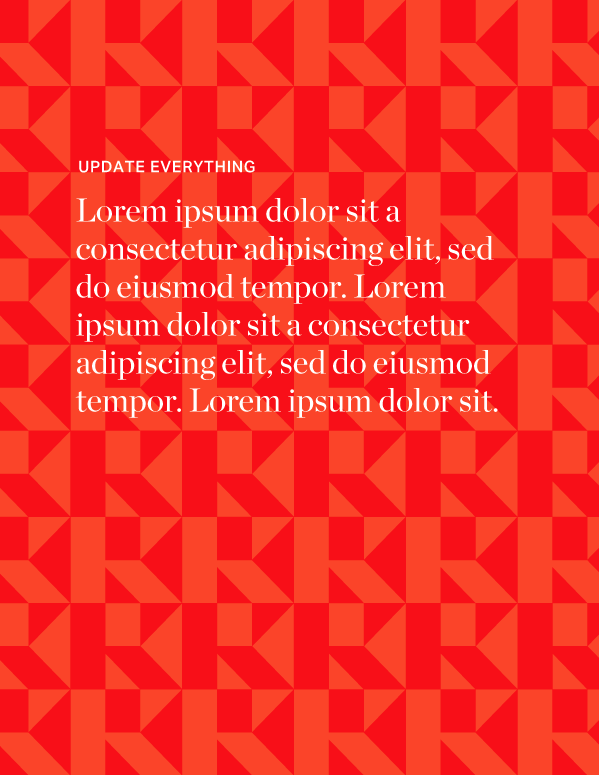 UPDATE EVERYTHING
Lorem ipsum dolor sit a
consectetur adipiscing elit, sed
do eiusmod tempor. Lorem
ipsum dolor sit a consectetur
adipiscing elit, sed do eiusmod
tempor. Lorem ipsum dolor sit.